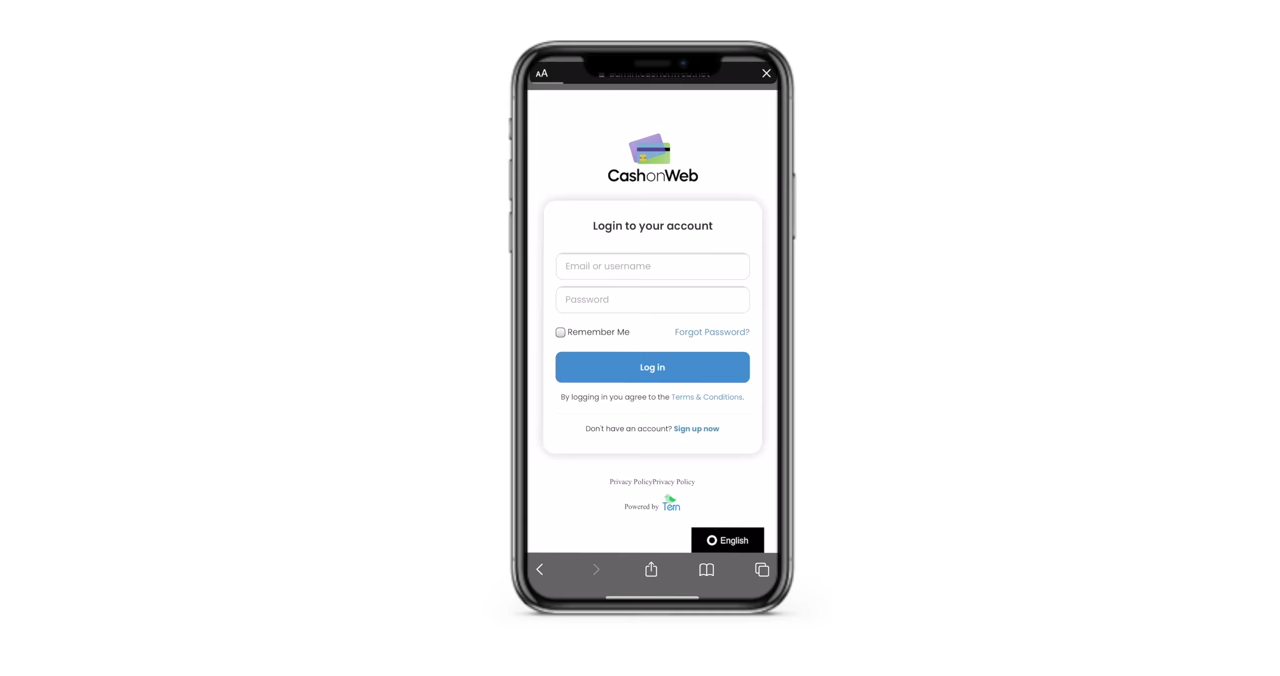 AA
CashonWeb
Login to your account
Email or username
Password
Remember Me
Forgot Password?
Log in
By logging in you agree to the Terms & Conditions.
Don't have an account? Sign up now
Privacy PolicyPrivacy Policy
Powered by Tern
English